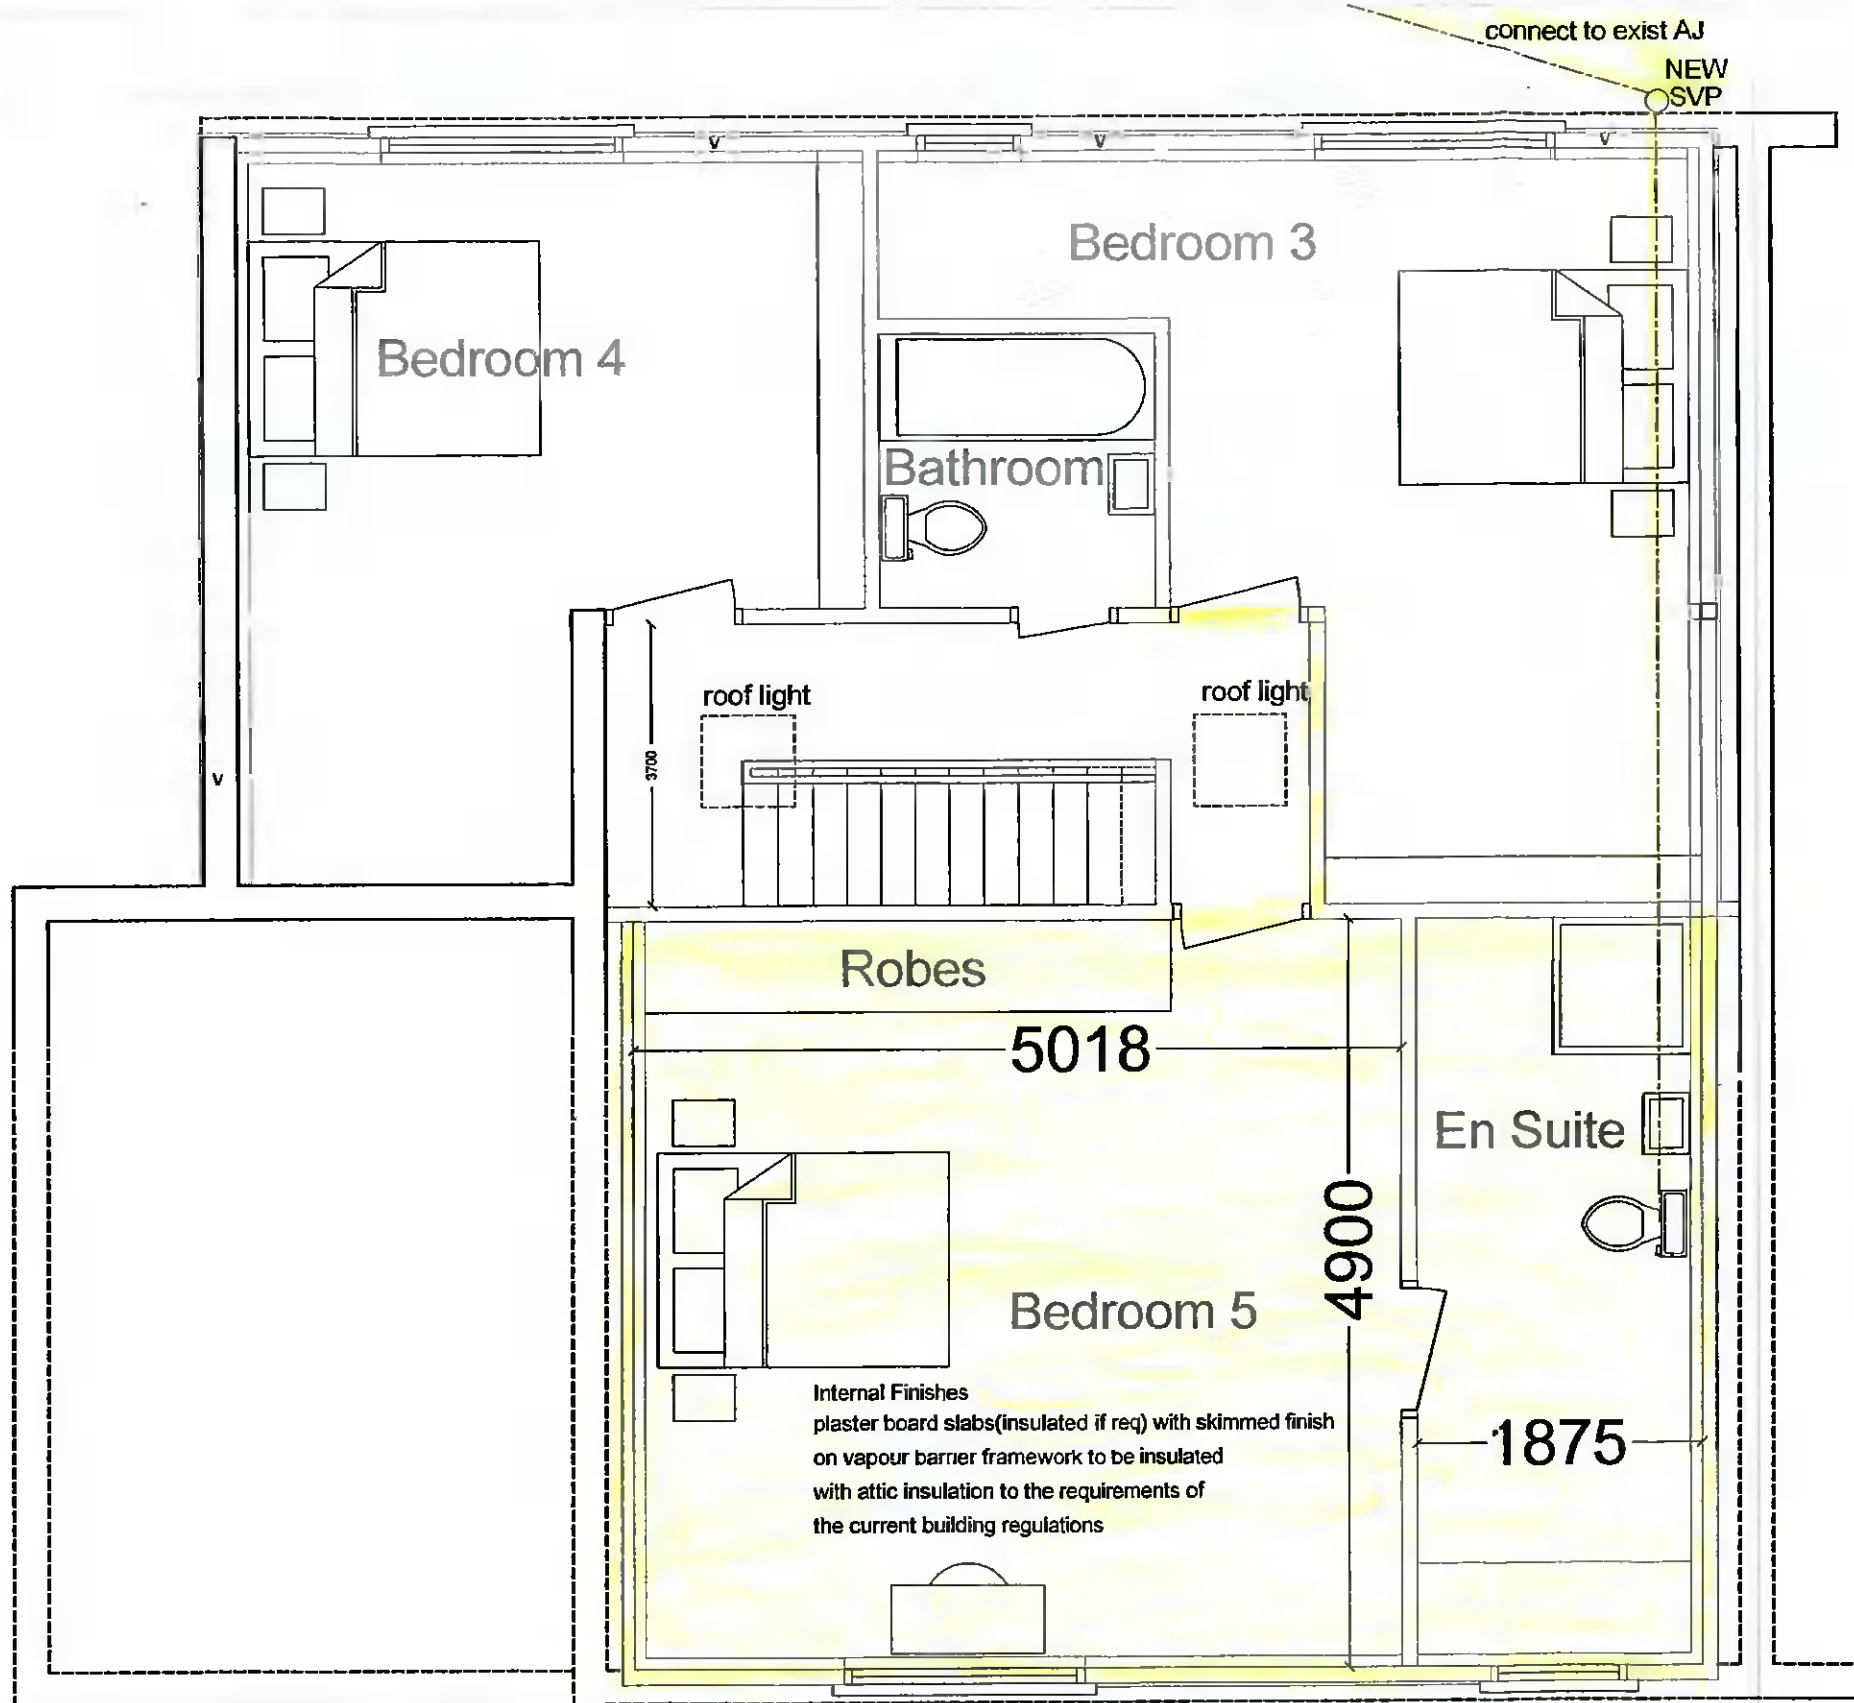 connect to exist AJ
NEW
SVP
v
v
v
Bedroom 3
Bedroom 4
Bathroom
roof light
roof light
3700
v
Robes
5018
En Suite
4900
Bedroom 5
Internal Finishes
plaster board slabs(insulated if req) with skimmed finish
on vapour barrier framework to be insulated
with attic insulation to the requirements of
the current building regulations
1875